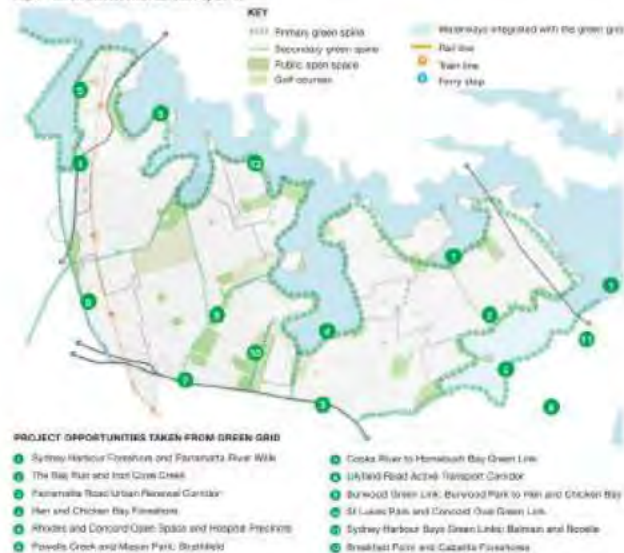 KEY
Primary green spine
Secondary green spine
Public open space
Golf courses
Waterways integrated with the green grid
Rail line
Train line
Ferry stop
PROJECT OPPORTUNITIES TAKEN FROM GREEN GRID
Sydney Harbour Foreshore and Parramatta River Walk
The Bay Run and Iron Cove Creek
Parramatta Road Urban Renewal Corridor
Hen and Chicken Bay Foreshore
Rhodes and Concord Open Space and Hospital Precincts
Powells Creek and Mason Park, Strathfield
Cooks River to Homebush Bay Green Link
Road Active Transport Corridor
Burwood Green Link: Burwood Park to Hen and Chicken Bay
10 St Lukes Park and Concord Oval Green Link
11 Sydney Harbour Bays Green Links: Balmain and Rozelle
12 Breakfast Point and Cabarita Foreshores